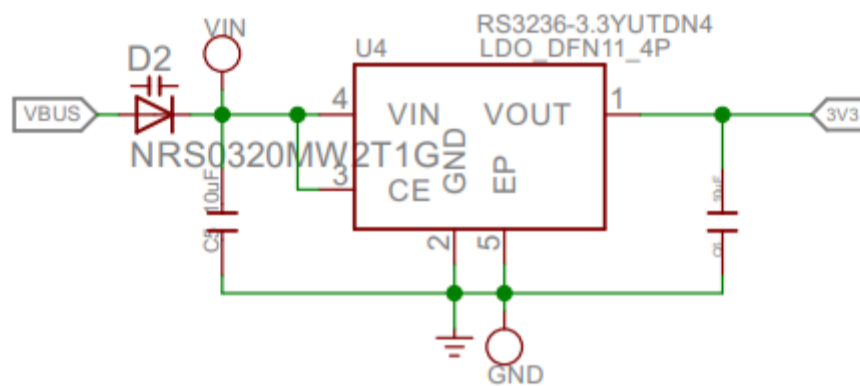 RS3236-3.3YUTDN4
VIN
U4
LDO_DFN11_4P
D2
VBUS
4
VIN
VOUT
1
3V3
NRS0320MW2T1G
GND
EP
3
CE
10uF
C5
2
5
GND